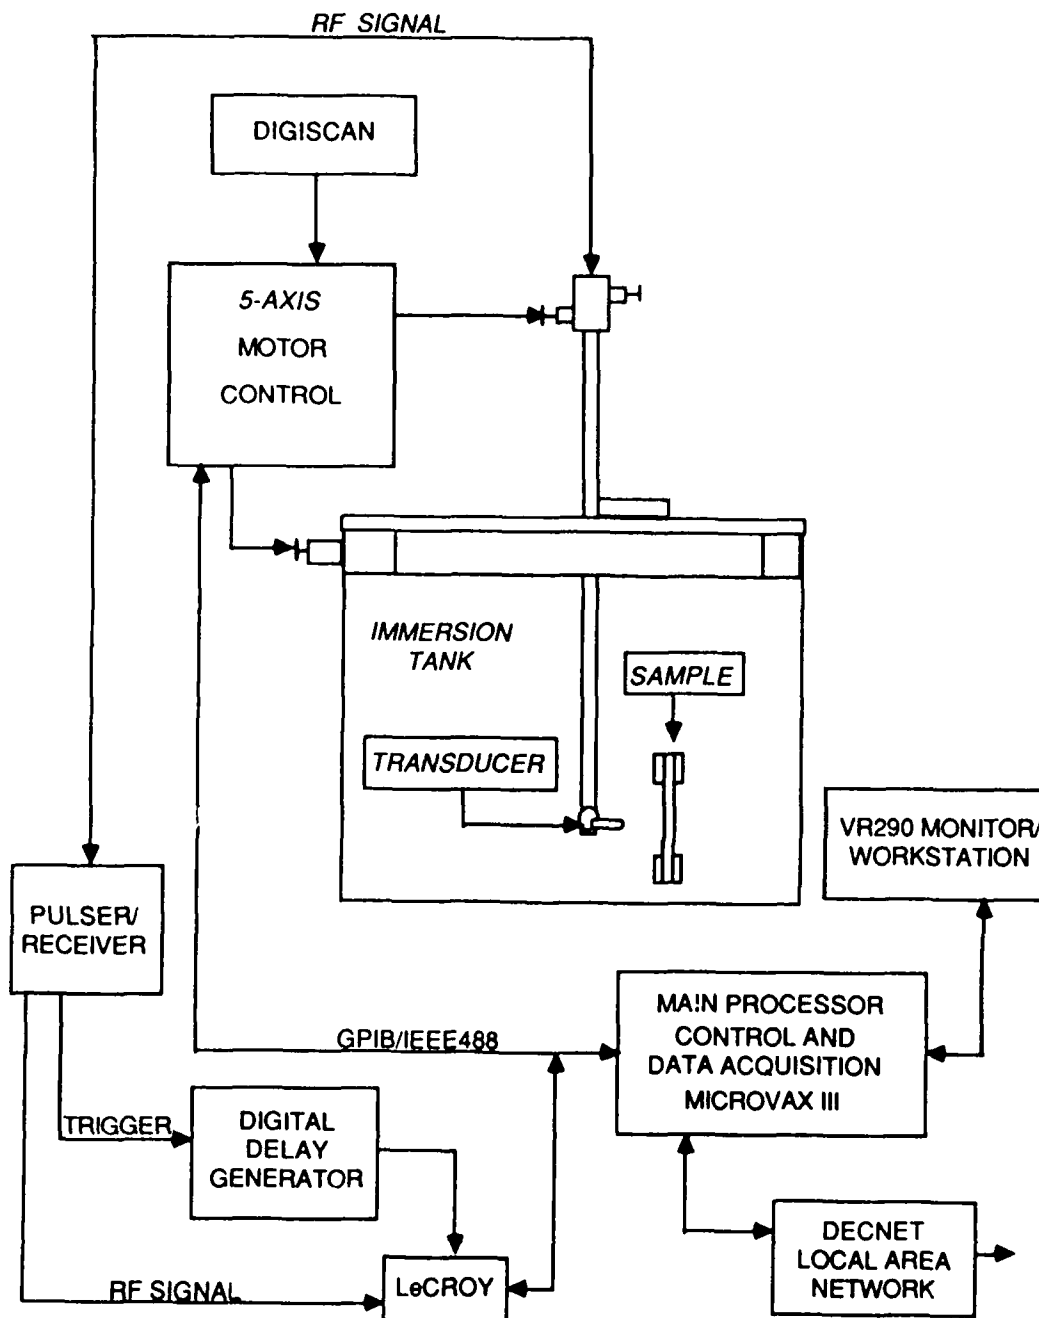 RF SIGNAL
DIGISCAN
5-AXIS
MOTOR
CONTROL
IMMERSION
TANK
SAMPLE
TRANSDUCER
VR290 MONITOR/
WORKSTATION
PULSER/
RECEIVER
MAIN PROCESSOR
CONTROL AND
DATA ACQUISITION
MICROVAX III
GPIB/IEEE488
TRIGGER
DIGITAL
DELAY
GENERATOR
DECNET
LOCAL AREA
NETWORK
RF SIGNAL
LeCROY